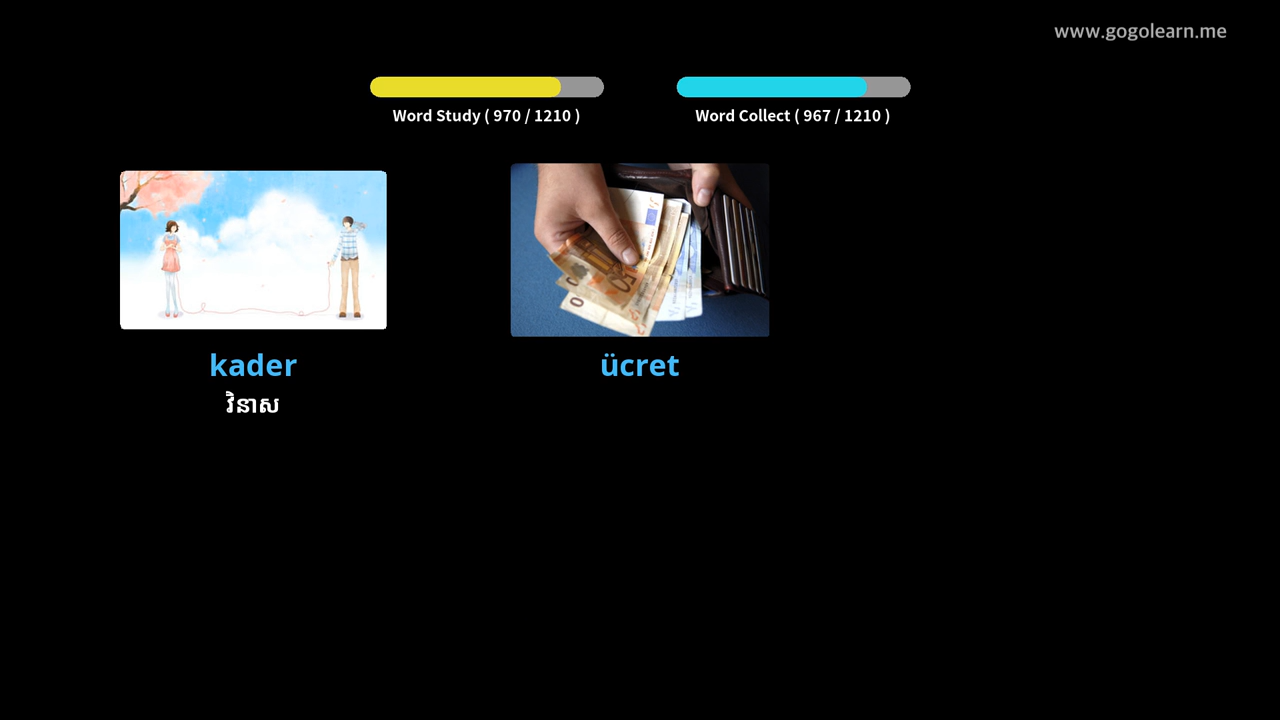 www.gogolearn.me
Word Study ( 970 / 1210 )
Word Collect ( 967 / 1210 )
kader
វិនាស
ücret